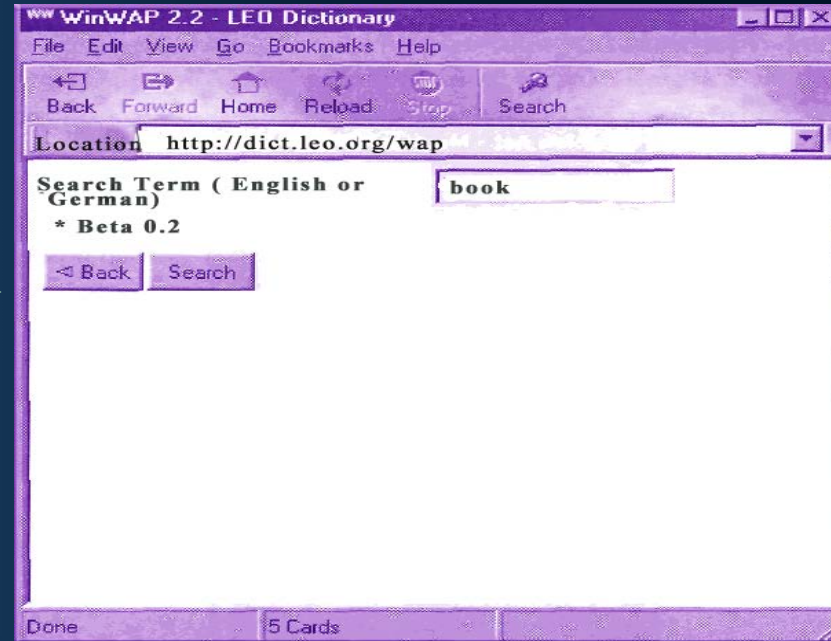 WW WinWAP 2.2 - LEO Dictionary
File Edit View Go Bookmarks Help
Back Forward Home Reload Stop Search
Location http://dict.leo.org/wap
Search Term ( English or book
German)
* Beta 0.2
Back Search
Done 5 Cards